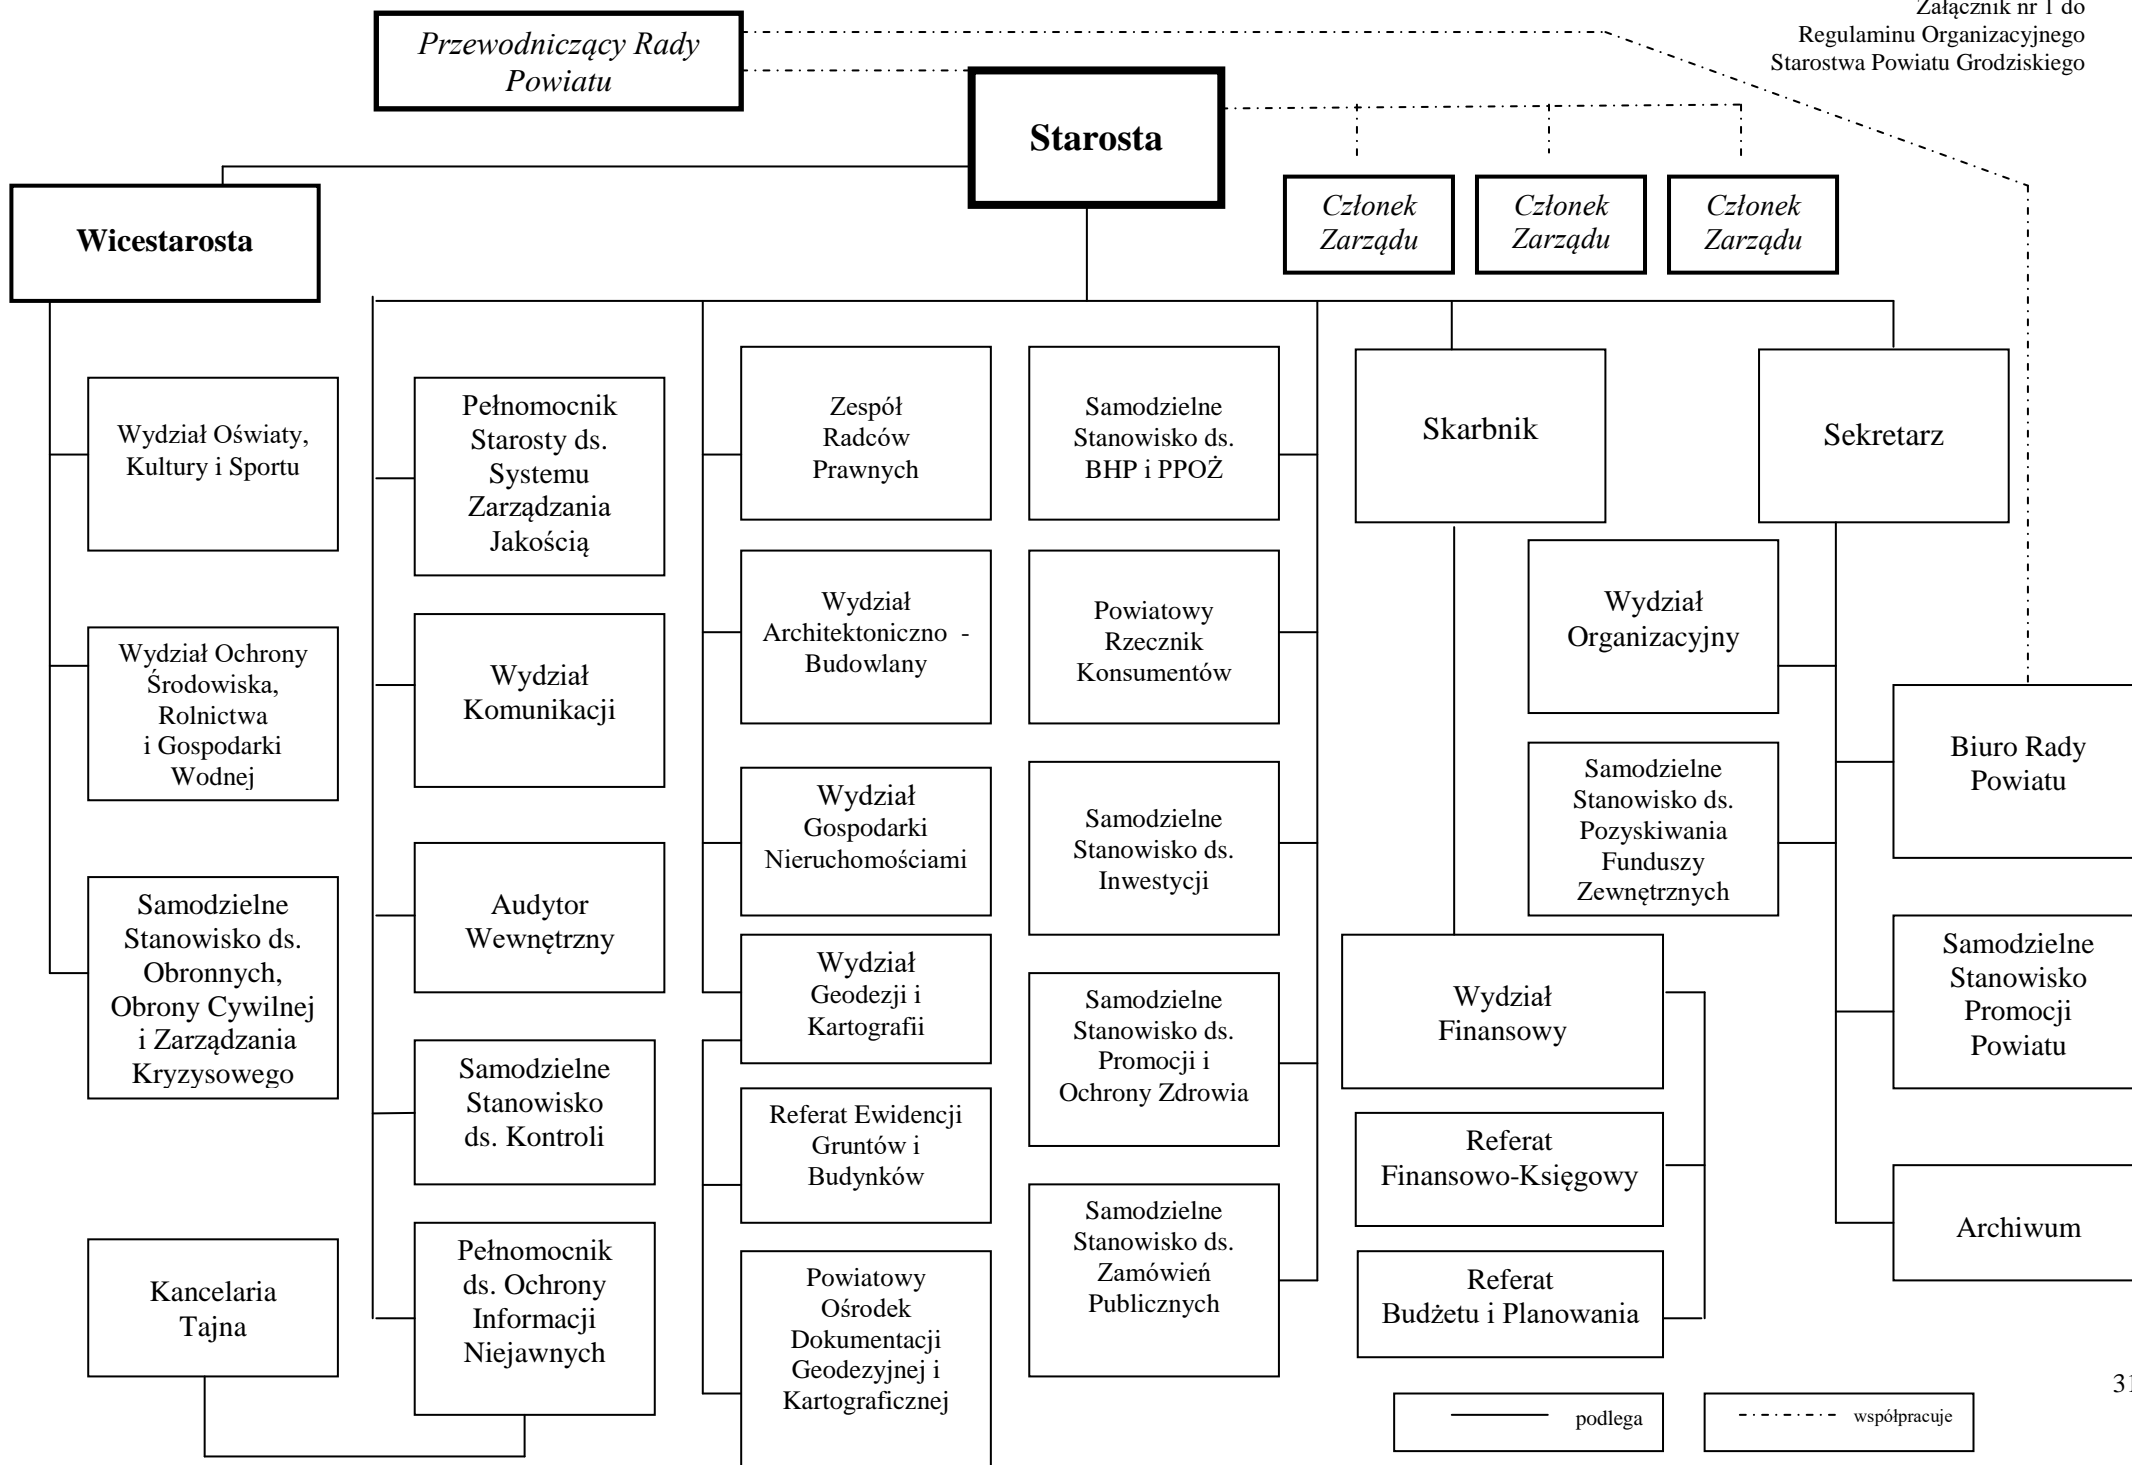 Załącznik nr 1 do
Regulaminu Organizacyjnego
Starostwa Powiatu Grodziskiego
Przewodniczący Rady
Powiatu
Starosta
Wicestarosta
Członek
Zarządu
Członek
Zarządu
Członek
Zarządu
Wydział Oświaty,
Kultury i Sportu
Wydział Ochrony
Środowiska,
Rolnictwa
i Gospodarki
Wodnej
Samodzielne
Stanowisko ds.
Obronnych,
Obrony Cywilnej
i Zarządzania
Kryzysowego
Kancelaria
Tajna
Pełnomocnik
Starosty ds.
Systemu
Zarządzania
Jakością
Wydział
Komunikacji
Audytor
Wewnętrzny
Samodzielne
Stanowisko
ds. Kontroli
Pełnomocnik
ds. Ochrony
Informacji
Niejawnych
Zespół
Radców
Prawnych
Wydział
Architektoniczno -
Budowlany
Wydział
Gospodarki
Nieruchomościami
Wydział
Geodezji i
Kartografii
Referat Ewidencji
Gruntów i
Budynków
Powiatowy
Ośrodek
Dokumentacji
Geodezyjnej i
Kartograficznej
Samodzielne
Stanowisko ds.
BHP i PPOŻ
Powiatowy
Rzecznik
Konsumentów
Samodzielne
Stanowisko ds.
Inwestycji
Samodzielne
Stanowisko ds.
Promocji i
Ochrony Zdrowia
Samodzielne
Stanowisko ds.
Zamówień
Publicznych
Skarbnik
Wydział
Finansowy
Referat
Finansowo-Księgowy
Referat
Budżetu i Planowania
Sekretarz
Wydział
Organizacyjny
Samodzielne
Stanowisko ds.
Pozyskiwania
Funduszy
Zewnętrznych
Biuro Rady
Powiatu
Samodzielne
Stanowisko
Promocji
Powiatu
Archiwum
podlega
współpracuje
31